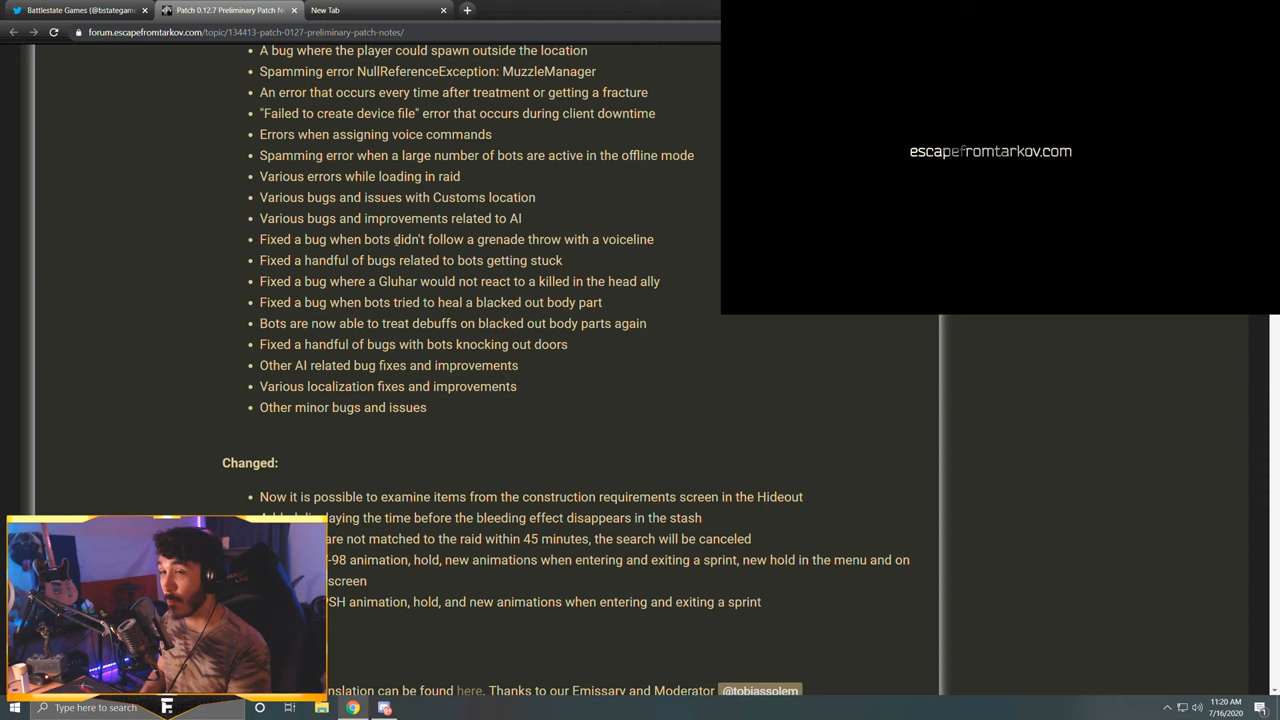 Battlestate Games (@bstategam
Patch 0.12.7 Preliminary Patch N
New Tab
forum.escapefromtarkov.com/topic/134413-patch-0127-preliminary-patch-notes/
A bug where the player could spawn outside the location
Spamming error NullReferenceException: MuzzleManager
An error that occurs every time after treatment or getting a fracture
"Failed to create device file" error that occurs during client downtime
Errors when assigning voice commands
Spamming error when a large number of bots are active in the offline mode
Various errors while loading in raid
Various bugs and issues with Customs location
Various bugs and improvements related to AI
Fixed a bug when bots didn't follow a grenade throw with a voiceline
Fixed a handful of bugs related to bots getting stuck
Fixed a bug where a Gluhar would not react to a killed in the head ally
Fixed a bug when bots tried to heal a blacked out body part
Bots are now able to treat debuffs on blacked out body parts again
Fixed a handful of bugs with bots knocking out doors
Other AI related bug fixes and improvements
Various localization fixes and improvements
Other minor bugs and issues
escapefromtarkov.com
Changed:
Now it is possible to examine items from the construction requirements screen in the Hideout
laying the time before the bleeding effect disappears in the stash
are not matched to the raid within 45 minutes, the search will be canceled
-98 animation, hold, new animations when entering and exiting a sprint, new hold in the menu and on
screen
SH animation, hold, and new animations when entering and exiting a sprint
nslation can be found here. Thanks to our Emissary and Moderator @tobiassolem
Type here to search
11:20 AM
7/16/2020